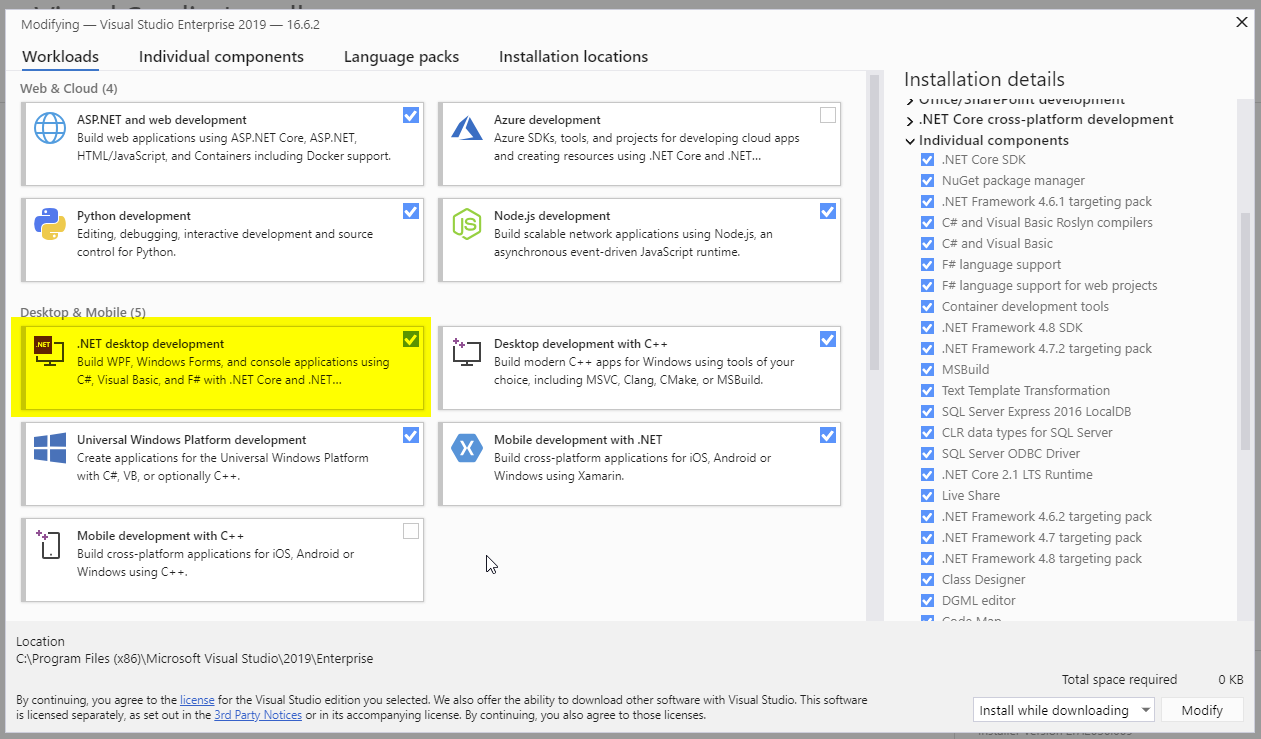 Modifying — Visual Studio Enterprise 2019 — 16.6.2
Workloads
Individual components
Language packs
Installation locations
Web & Cloud (4)
ASP.NET and web development
Build web applications using ASP.NET Core, ASP.NET,
HTML/JavaScript, and Containers including Docker support.
Azure development
Azure SDKs, tools, and projects for developing cloud apps
and creating resources using .NET Core and .NET...
Python development
Editing, debugging, interactive development and source
control for Python.
Node.js development
Build scalable network applications using Node.js, an
asynchronous event-driven JavaScript runtime.
Desktop & Mobile (5)
.NET
.NET desktop development
Build WPF, Windows Forms, and console applications using
C#, Visual Basic, and F# with .NET Core and .NET...
Desktop development with C++
Build modern C++ apps for Windows using tools of your
choice, including MSVC, Clang, CMake, or MSBuild.
Universal Windows Platform development
Create applications for the Universal Windows Platform
with C#, VB, or optionally C++.
Mobile development with .NET
Build cross-platform applications for iOS, Android or
Windows using Xamarin.
Mobile development with C++
Build cross-platform applications for iOS, Android or
Windows using C++.
Installation details
Office/SharePoint development
.NET Core cross-platform development
Individual components
.NET Core SDK
NuGet package manager
.NET Framework 4.6.1 targeting pack
C# and Visual Basic Roslyn compilers
C# and Visual Basic
F# language support
F# language support for web projects
Container development tools
.NET Framework 4.8 SDK
.NET Framework 4.7.2 targeting pack
MSBuild
Text Template Transformation
SQL Server Express 2016 LocalDB
CLR data types for SQL Server
SQL Server ODBC Driver
.NET Core 2.1 LTS Runtime
Live Share
.NET Framework 4.6.2 targeting pack
.NET Framework 4.7 targeting pack
.NET Framework 4.8 targeting pack
Class Designer
DGML editor
Code Map
Location
C:\Program Files (x86)\Microsoft Visual Studio\2019\Enterprise
Total space required 0 KB
By continuing, you agree to the license for the Visual Studio edition you selected. We also offer the ability to download other software with Visual Studio. This software
is licensed separately, as set out in the 3rd Party Notices or in its accompanying license. By continuing, you also agree to those licenses.
Install while downloading
Modify